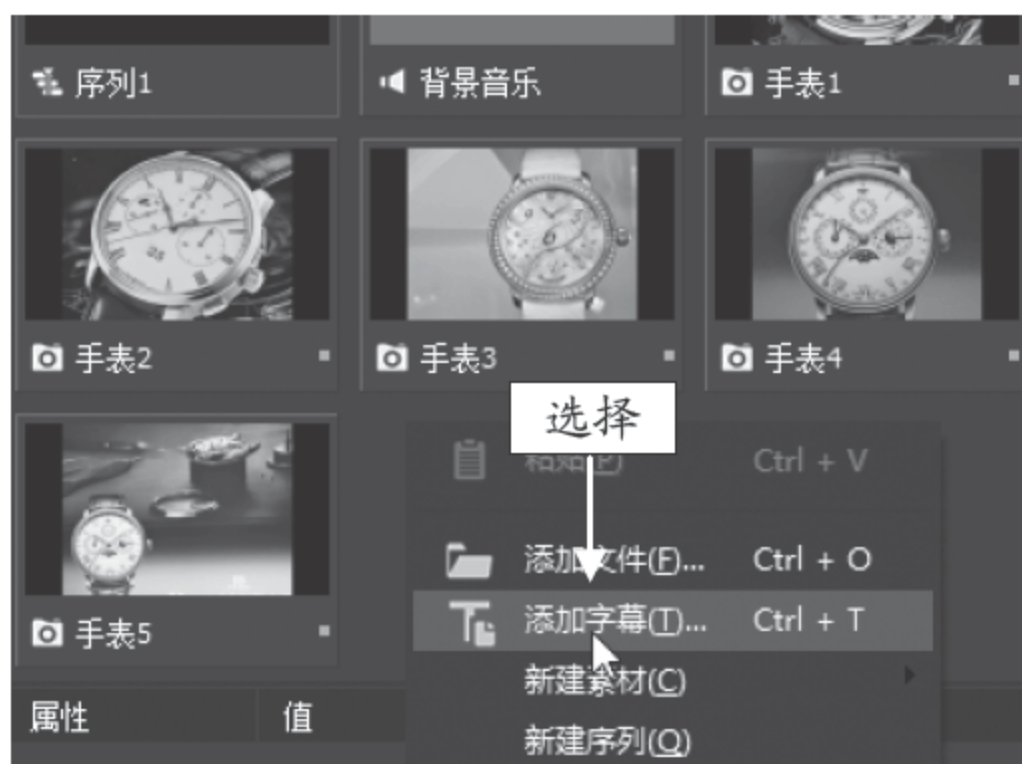 序列1
背景音乐
手表1
手表2
手表3
手表4
选择
粘贴(P) Ctrl + V
添加文件(F)... Ctrl + O
添加字幕(T)... Ctrl + T
手表5
新建素材(C)
属性 值
新建序列(Q)